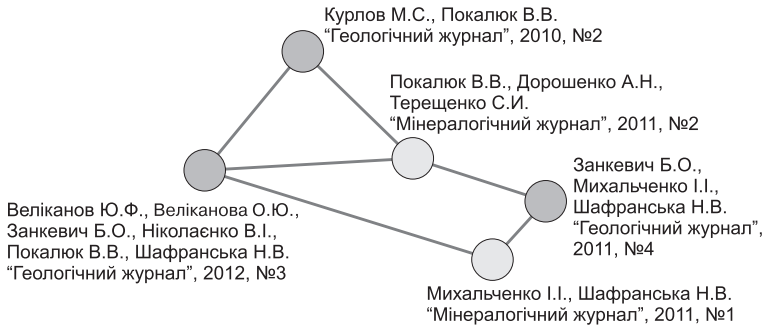 Курлов М.С., Покалюк В.В.
“Геологічний журнал”, 2010, №2
Покалюк В.В., Дорошенко А.Н.,
Терещенко С.И.
“Мінералогічний журнал”, 2011, №2
Занкевич Б.О.,
Михальченко І.І.,
Шафранська Н.В.
“Геологічний журнал”,
2011, №4
Веліканов Ю.Ф., Веліканова О.Ю.,
Занкевич Б.О., Ніколаєнко В.І.,
Покалюк В.В., Шафранська Н.В.
“Геологічний журнал”, 2012, №3
Михальченко І.І., Шафранська Н.В.
“Мінералогічний журнал”, 2011, №1